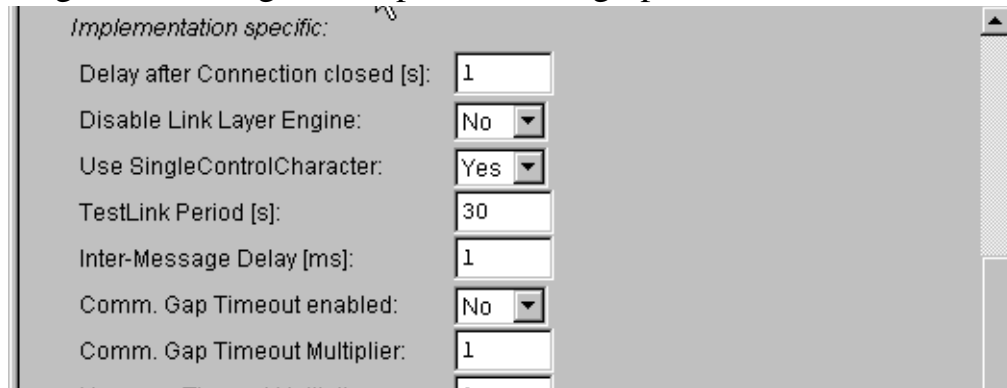 Implementation specific:
Delay after Connection closed [s]: 1
Disable Link Layer Engine: No
Use SingleControlCharacter: Yes
TestLink Period [s]: 30
Inter-Message Delay [ms]: 1
Comm. Gap Timeout enabled: No
Comm. Gap Timeout Multiplier: 1